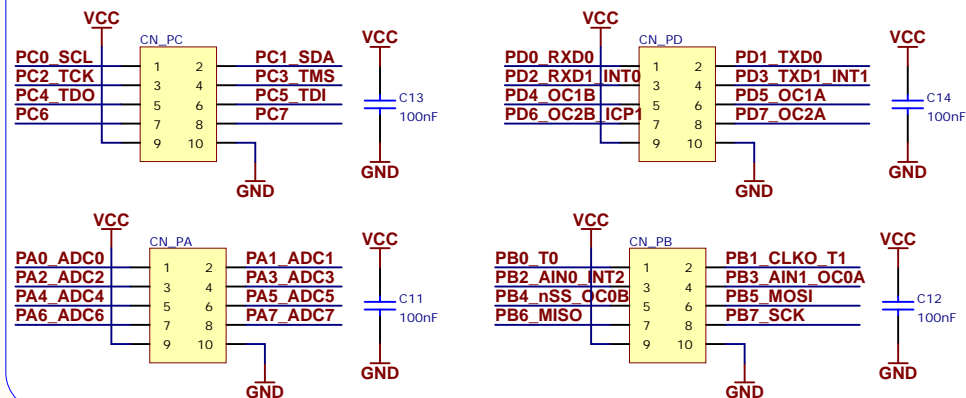 VCC
CN_PC
PC0_SCL 1 2 PC1_SDA
PC2_TCK 3 4 PC3_TMS
PC4_TDO 5 6 PC5_TDI
PC6 7 8 PC7
9 10
GND
VCC
C13
100nF
GND
VCC
CN_PD
PD0_RXD0 1 2 PD1_TXD0
PD2_RXD1_INT0 3 4 PD3_TXD1_INT1
PD4_OC1B 5 6 PD5_OC1A
PD6_OC2B_ICP1 7 8 PD7_OC2A
9 10
GND
VCC
C14
100nF
GND
VCC
CN_PA
PA0_ADC0 1 2 PA1_ADC1
PA2_ADC2 3 4 PA3_ADC3
PA4_ADC4 5 6 PA5_ADC5
PA6_ADC6 7 8 PA7_ADC7
9 10
GND
VCC
C11
100nF
GND
VCC
CN_PB
PB0_T0 1 2 PB1_CLKO_T1
PB2_AIN0_INT2 3 4 PB3_AIN1_OC0A
PB4_nSS_OC0B 5 6 PB5_MOSI
PB6_MISO 7 8 PB7_SCK
9 10
GND
VCC
C12
100nF
GND